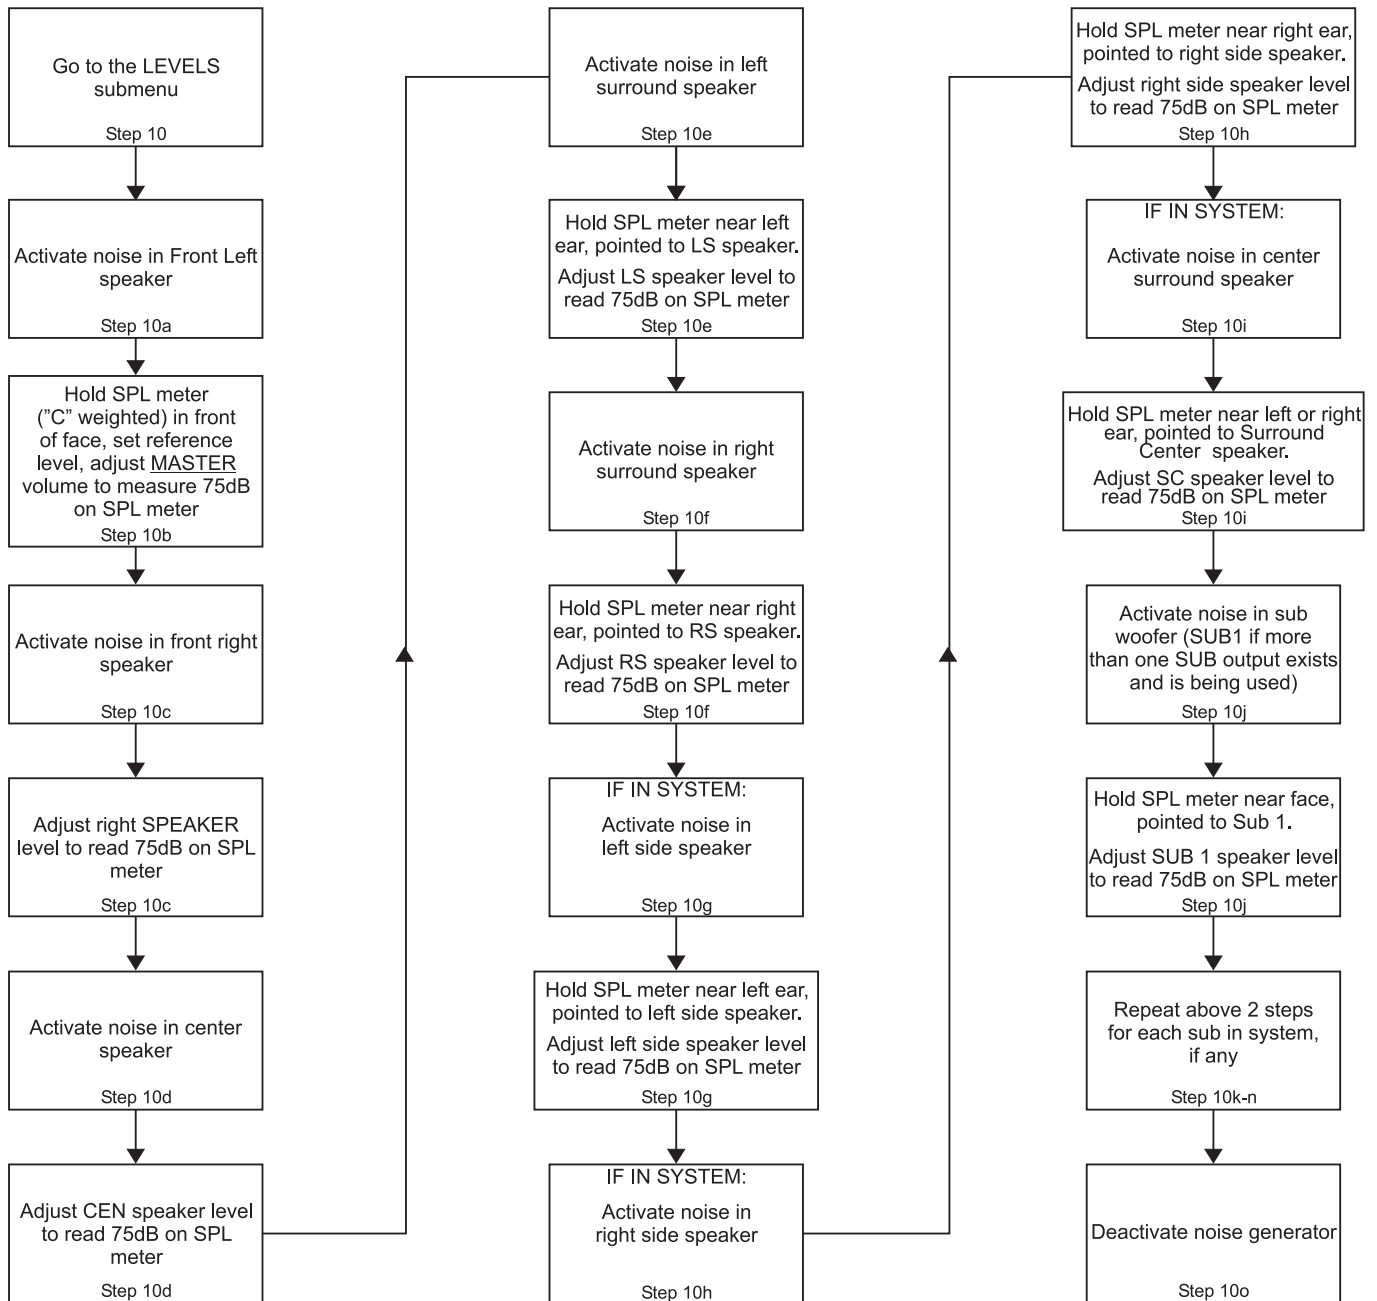 Go to the LEVELS
submenu
Step 10
Activate noise in Front Left
speaker
Step 10a
Hold SPL meter
("C" weighted) in front
of face, set reference
level, adjust MASTER
volume to measure 75dB
on SPL meter
Step 10b
Activate noise in front right
speaker
Step 10c
Adjust right SPEAKER
level to read 75dB on SPL
meter
Step 10c
Activate noise in center
speaker
Step 10d
Adjust CEN speaker level
to read 75dB on SPL
meter
Step 10d
Activate noise in left
surround speaker
Step 10e
Hold SPL meter near left
ear, pointed to LS speaker.
Adjust LS speaker level to
read 75dB on SPL meter
Step 10e
Activate noise in right
surround speaker
Step 10f
Hold SPL meter near right
ear, pointed to RS speaker.
Adjust RS speaker level to
read 75dB on SPL meter
Step 10f
IF IN SYSTEM:
Activate noise in
left side speaker
Step 10g
Hold SPL meter near left ear,
pointed to left side speaker.
Adjust left side speaker level
to read 75dB on SPL meter
Step 10g
IF IN SYSTEM:
Activate noise in
right side speaker
Step 10h
Hold SPL meter near right ear,
pointed to right side speaker.
Adjust right side speaker level
to read 75dB on SPL meter
Step 10h
IF IN SYSTEM:
Activate noise in center
surround speaker
Step 10i
Hold SPL meter near left or right
ear, pointed to Surround
Center speaker.
Adjust SC speaker level to
read 75dB on SPL meter
Step 10i
Activate noise in sub
woofer (SUB1 if more
than one SUB output exists
and is being used)
Step 10j
Hold SPL meter near face,
pointed to Sub 1.
Adjust SUB 1 speaker level
to read 75dB on SPL meter
Step 10j
Repeat above 2 steps
for each sub in system,
if any
Step 10k-n
Deactivate noise generator
Step 10o